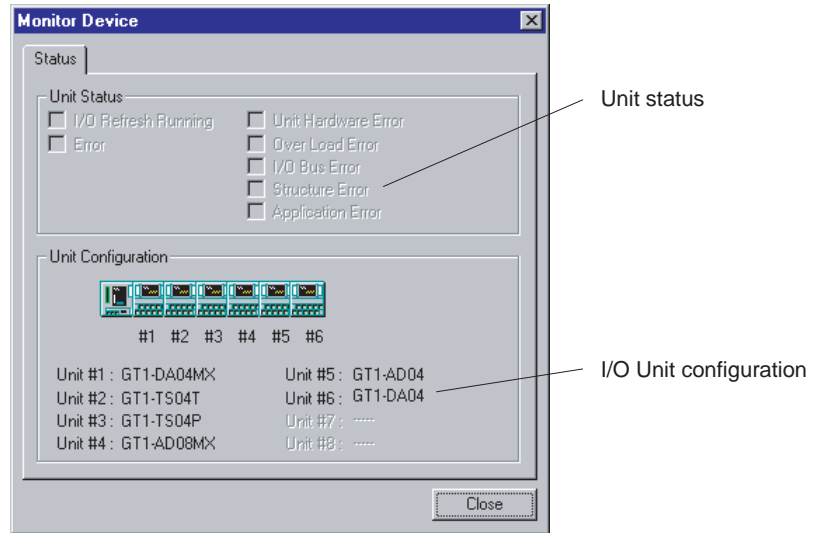 Monitor Device
Status
Unit Status
I/O Refresh Running
Error
Unit Hardware Error
Over Load Error
I/O Bus Error
Structure Error
Application Error
Unit status
Unit Configuration
#1 #2 #3 #4 #5 #6
Unit #1 : GT1-DA04MX
Unit #2 : GT1-TS04T
Unit #3 : GT1-TS04P
Unit #4 : GT1-AD08MX
Unit #5 : GT1-AD04
Unit #6 : GT1-DA04
Unit #7 : -----
Unit #8 : -----
I/O Unit configuration
Close